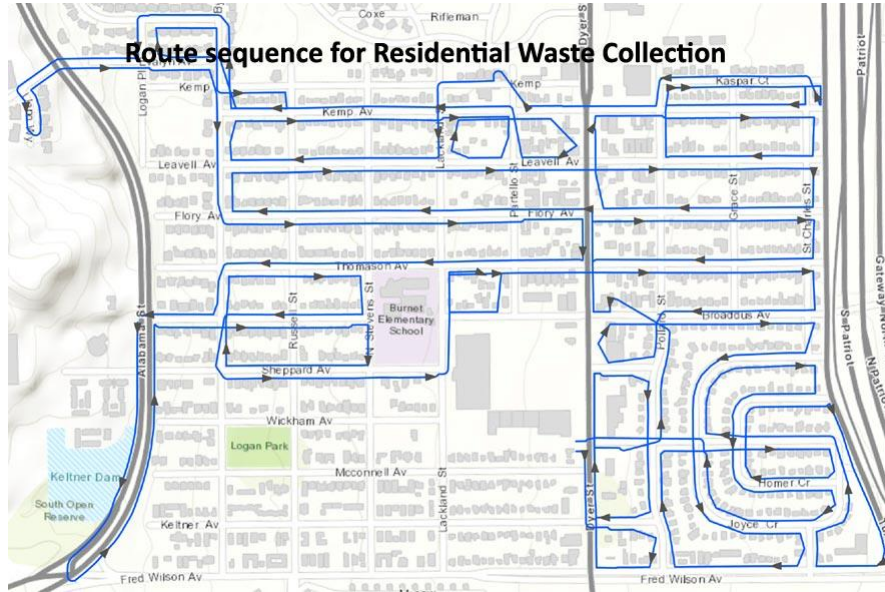 Coxe
Rifleman
Dyer S
Patriot
Route sequence for Residential Waste Collection
Logan Pl
Kemp
Kemp
Kaspar Ct
Kemp Av
Lackland
Leavell Av
Leavell Av
Partello St
Grace St
St Charles St
Flory Av
Flory Av
Thomason Av
Burnet
Elementary
School
Russell St
N Stevens St
Pollard St
Broaddus Av
Alabama St
Sheppard Av
S Patriot
N Patrio
Gateway
Wickham Av
Logan Park
Keltner Dam
Mcconnell Av
South Open
Reserve
Lackland St
Dyer St
Homer Cr
Joyce Cr
Keltner Av
Fred Wilson Av
Fred Wilson Av